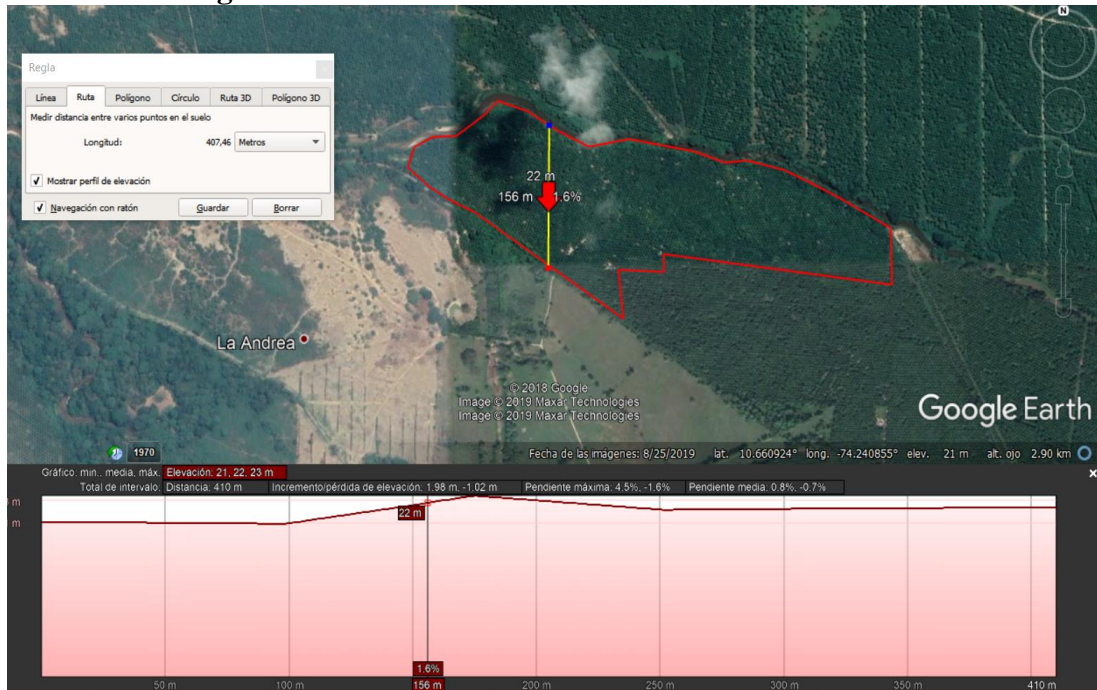 Regla
Línea Ruta Polígono Círculo Ruta 3D Polígono 3D
Medir distancia entre varios puntos en el suelo
Longitud: 407,46 Metros
Mostrar perfil de elevación
Navegación con ratón Guardar Borrar
N
22 m
156 m 1.6%
La Andrea
© 2018 Google
Image © 2019 Maxar Technologies
Image © 2019 Maxar Technologies
Google Earth
1970
Fecha de las imágenes: 8/25/2019 lat. 10.660924° long. -74.240855° elev. 21 m alt. ojo 2.90 km
Gráfico: min., media, máx. Elevación: 21, 22, 23 m
Total de intervalo: Distancia: 410 m Incremento/pérdida de elevación: 1.98 m, -1.02 m Pendiente máxima: 4.5%, -1.6% Pendiente media: 0.8%, -0.7%
22 m
1.6%
50 m 100 m 156 m 200 m 250 m 300 m 350 m 410 m